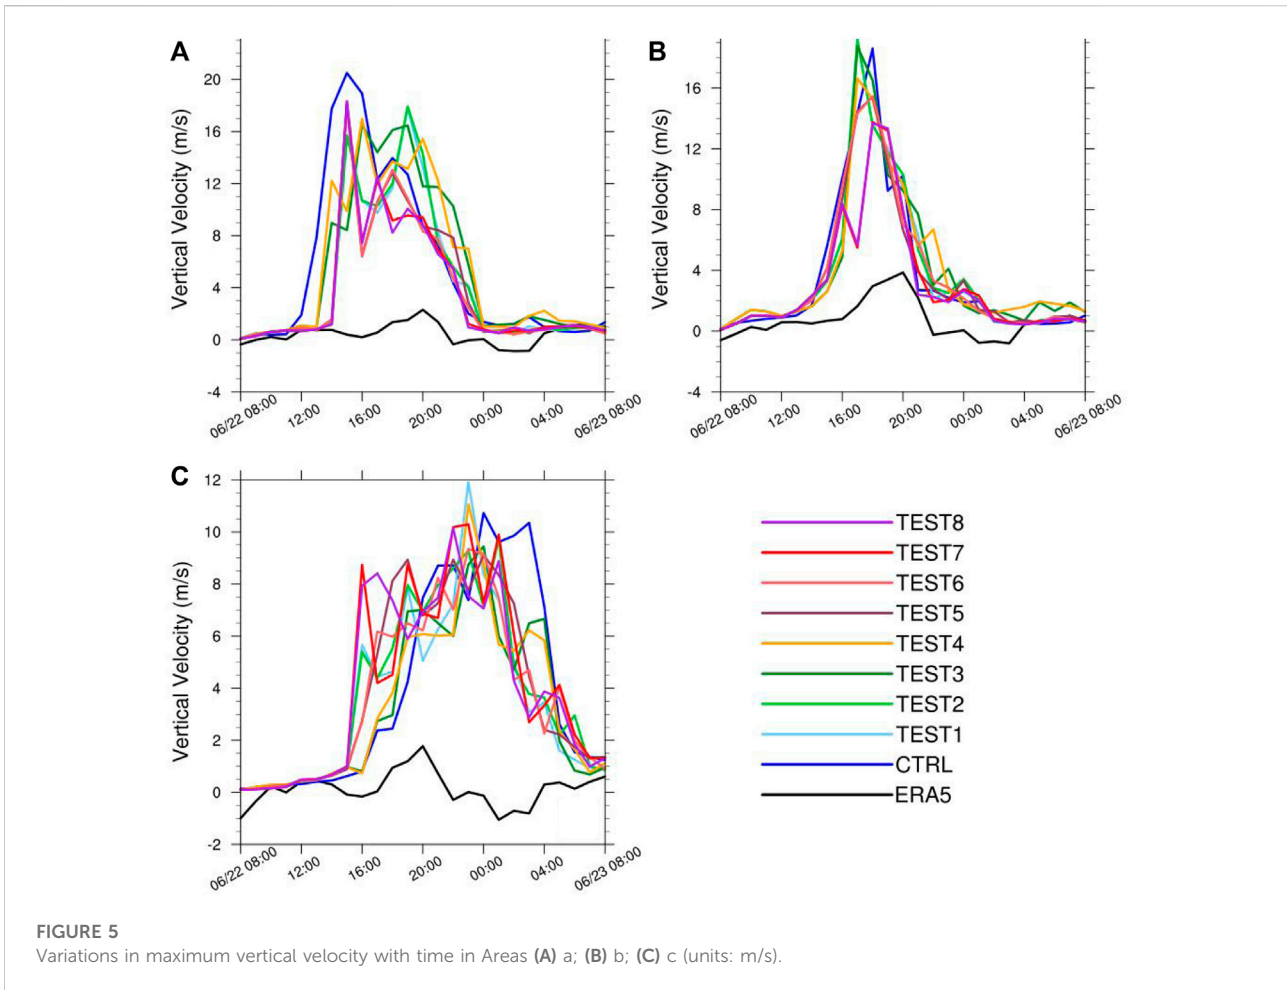 A
Vertical Velocity (m/s)
20
16
12
8
4
0
-4
06/22 08:00
12:00
16:00
20:00
00:00
04:00
06/23 08:00
B
Vertical Velocity (m/s)
16
12
8
4
0
-4
06/22 08:00
12:00
16:00
20:00
00:00
04:00
06/23 08:00
C
Vertical Velocity (m/s)
12
10
8
6
4
2
0
-2
06/22 08:00
12:00
16:00
20:00
00:00
04:00
06/23 08:00
TEST8
TEST7
TEST6
TEST5
TEST4
TEST3
TEST2
TEST1
CTRL
ERA5
FIGURE 5
Variations in maximum vertical velocity with time in Areas (A) a; (B) b; (C) c (units: m/s).